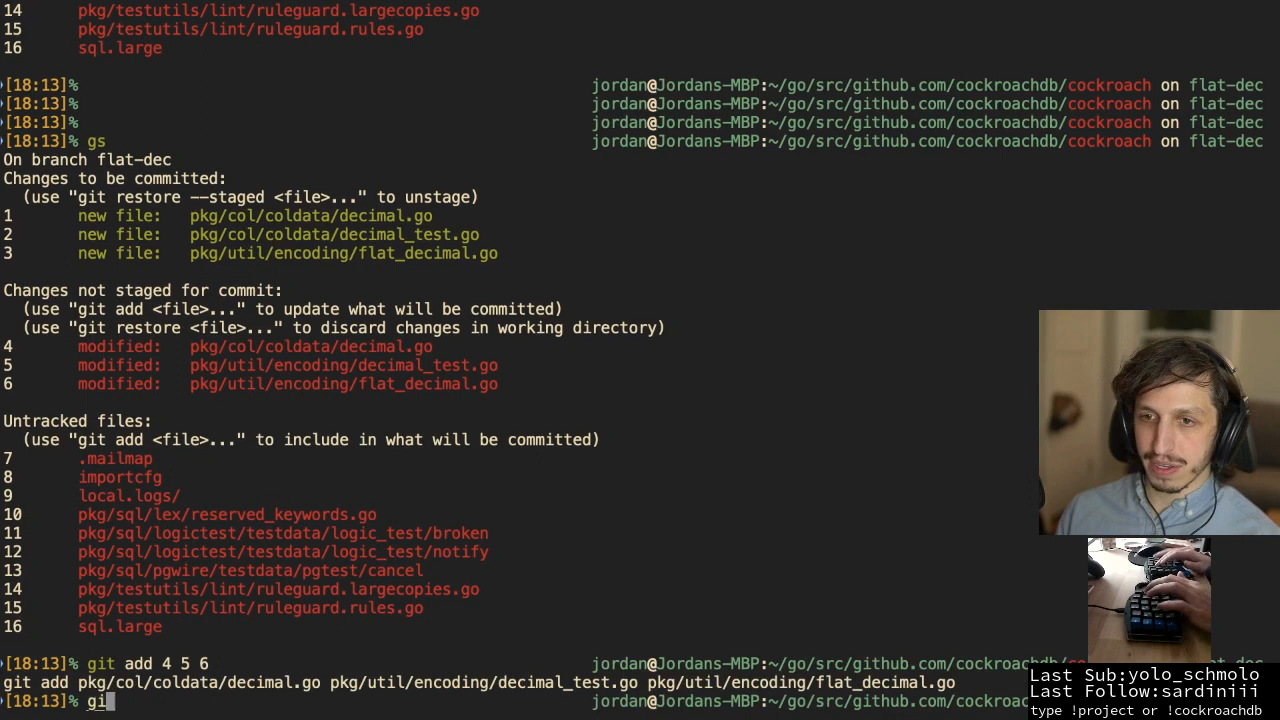 14 pkg/testutils/lint/ruleguard.largecopies.go
15 pkg/testutils/lint/ruleguard.rules.go
16 sql.large
[18:13]% jordan@Jordans-MBP:~/go/src/github.com/cockroachdb/cockroach on flat-dec
[18:13]% jordan@Jordans-MBP:~/go/src/github.com/cockroachdb/cockroach on flat-dec
[18:13]% jordan@Jordans-MBP:~/go/src/github.com/cockroachdb/cockroach on flat-dec
[18:13]% gs jordan@Jordans-MBP:~/go/src/github.com/cockroachdb/cockroach on flat-dec
On branch flat-dec
Changes to be committed:
(use "git restore --staged <file>..." to unstage)
1 new file: pkg/col/coldata/decimal.go
2 new file: pkg/col/coldata/decimal_test.go
3 new file: pkg/util/encoding/flat_decimal.go
Changes not staged for commit:
(use "git add <file>..." to update what will be committed)
(use "git restore <file>..." to discard changes in working directory)
4 modified: pkg/col/coldata/decimal.go
5 modified: pkg/util/encoding/decimal_test.go
6 modified: pkg/util/encoding/flat_decimal.go
Untracked files:
(use "git add <file>..." to include in what will be committed)
7 .mailmap
8 importcfg
9 local.logs/
10 pkg/sql/lex/reserved_keywords.go
11 pkg/sql/logictest/testdata/logic_test/broken
12 pkg/sql/logictest/testdata/logic_test/notify
13 pkg/sql/pgwire/testdata/pgtest/cancel
14 pkg/testutils/lint/ruleguard.largecopies.go
15 pkg/testutils/lint/ruleguard.rules.go
16 sql.large
[18:13]% git add 4 5 6 jordan@Jordans-MBP:~/go/src/github.com/cockroachdb/
git add pkg/col/coldata/decimal.go pkg/util/encoding/decimal_test.go pkg/util/encoding/flat_decimal.go
[18:13]% gi jordan@Jordans-MBP:~/go/src/github.com/
Last Sub:yolo_schmolo
Last Follow:sardiniii
type !project or !cockroachdb